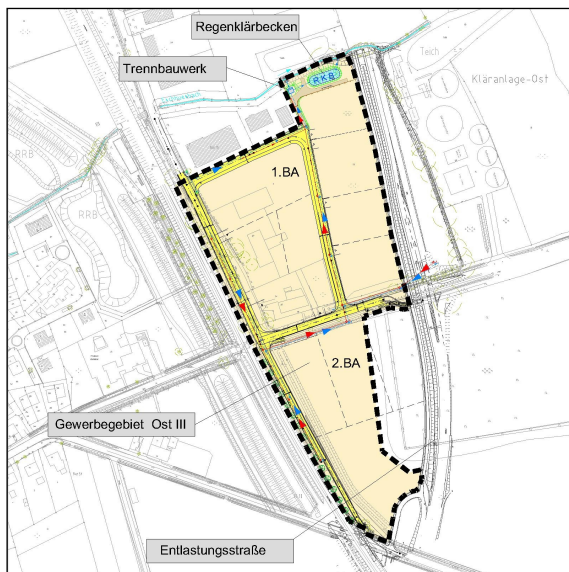 Regenklärbecken
Trennbauwerk
Teich
Kläranlage-Ost
RKB
1.BA
RRB
RRB
2.BA
Gewerbegebiet Ost III
Entlastungsstraße